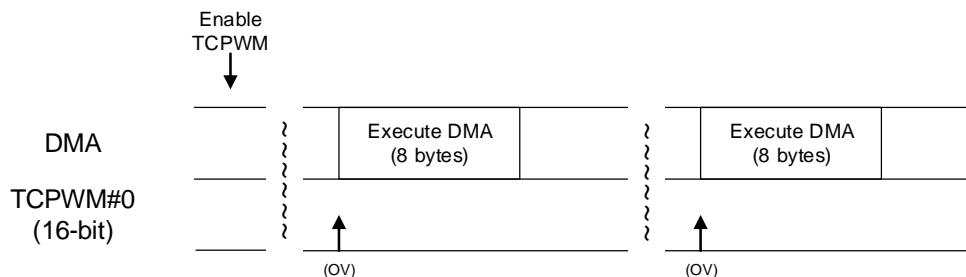 Enable
TCPWM
DMA
Execute DMA
(8 bytes)
Execute DMA
(8 bytes)
TCPWM#0
(16-bit)
(OV)
(OV)